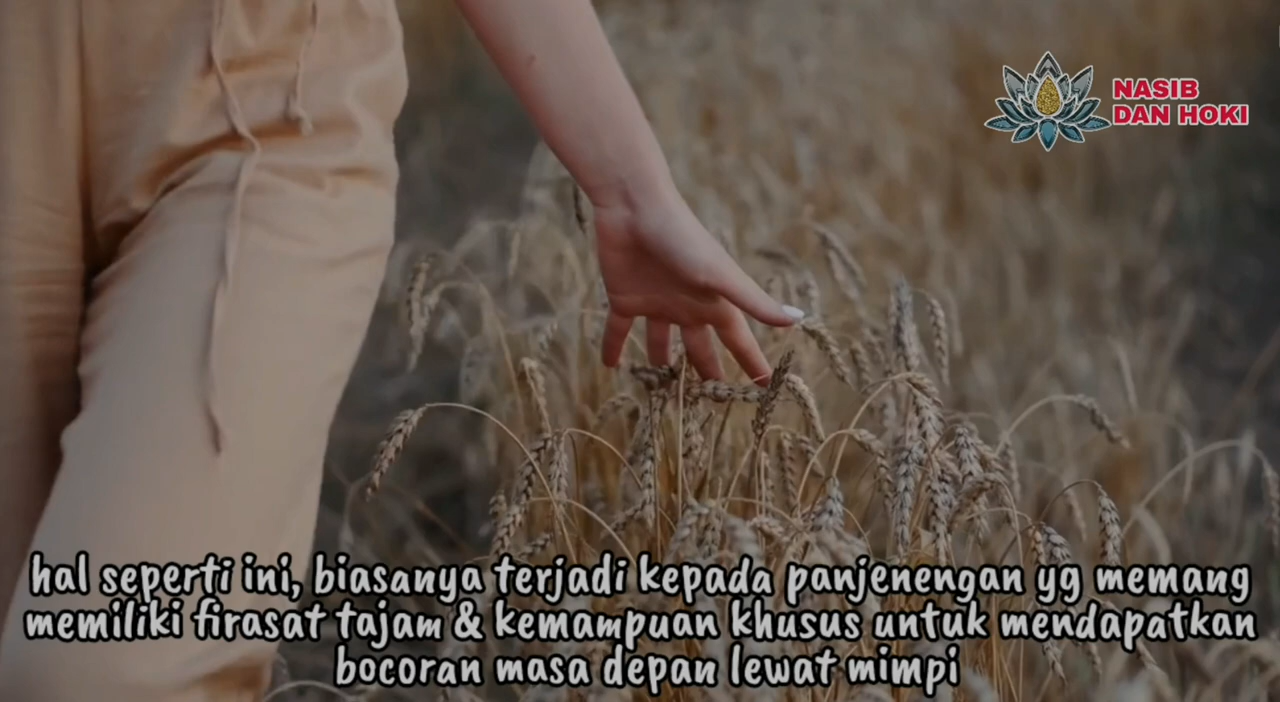 NASIB
DAN HOKI
hal seperti ini, biasanya terjadi kepada panjenengan yg memang
memiliki firasat tajam & kemampuan khusus untuk mendapatkan
bocoran masa depan lewat mimpi